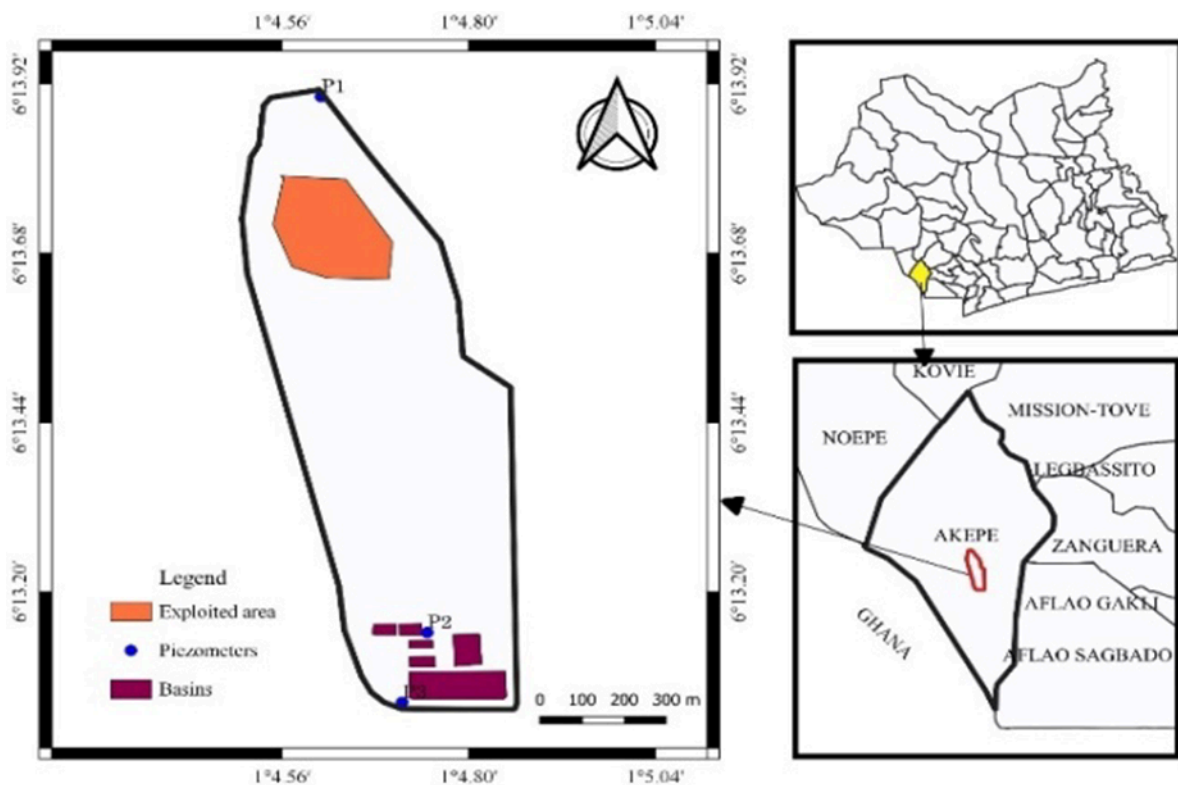 1°4.56′ 1°4.80′ 1°5.04′
6°13.92′ 6°13.92′
P1
6°13.68′ 6°13.68′
6°13.44′ 6°13.44′
6°13.20′ 6°13.20′
Legend
Exploited area
Piezometers
Basins
P2
P3
0 100 200 300 m
1°4.56′ 1°4.80′ 1°5.04′
KOVIE
MISSION-TOVE
NOEPE
LEGBASSITO
AKEPE
ZANGUERA
AFLAO GAKLI
GHANA
AFLAO SAGBADO